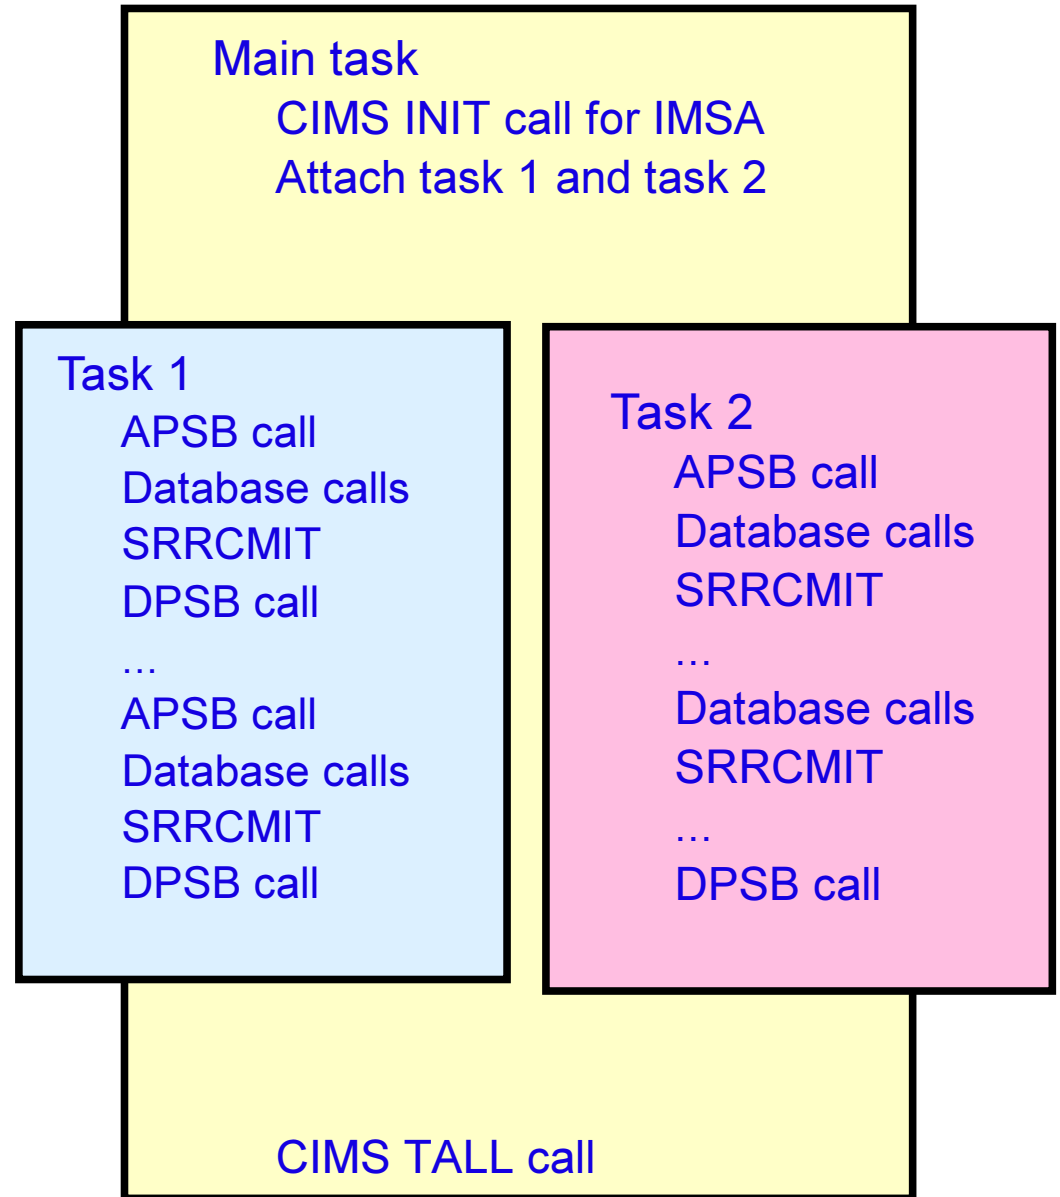 Main task
CIMS INIT call for IMSA
Attach task 1 and task 2
Task 1
APSB call
Database calls
SRRCMIT
DPSB call
...
APSB call
Database calls
SRRCMIT
DPSB call
Task 2
APSB call
Database calls
SRRCMIT
...
Database calls
SRRCMIT
...
DPSB call
CIMS TALL call